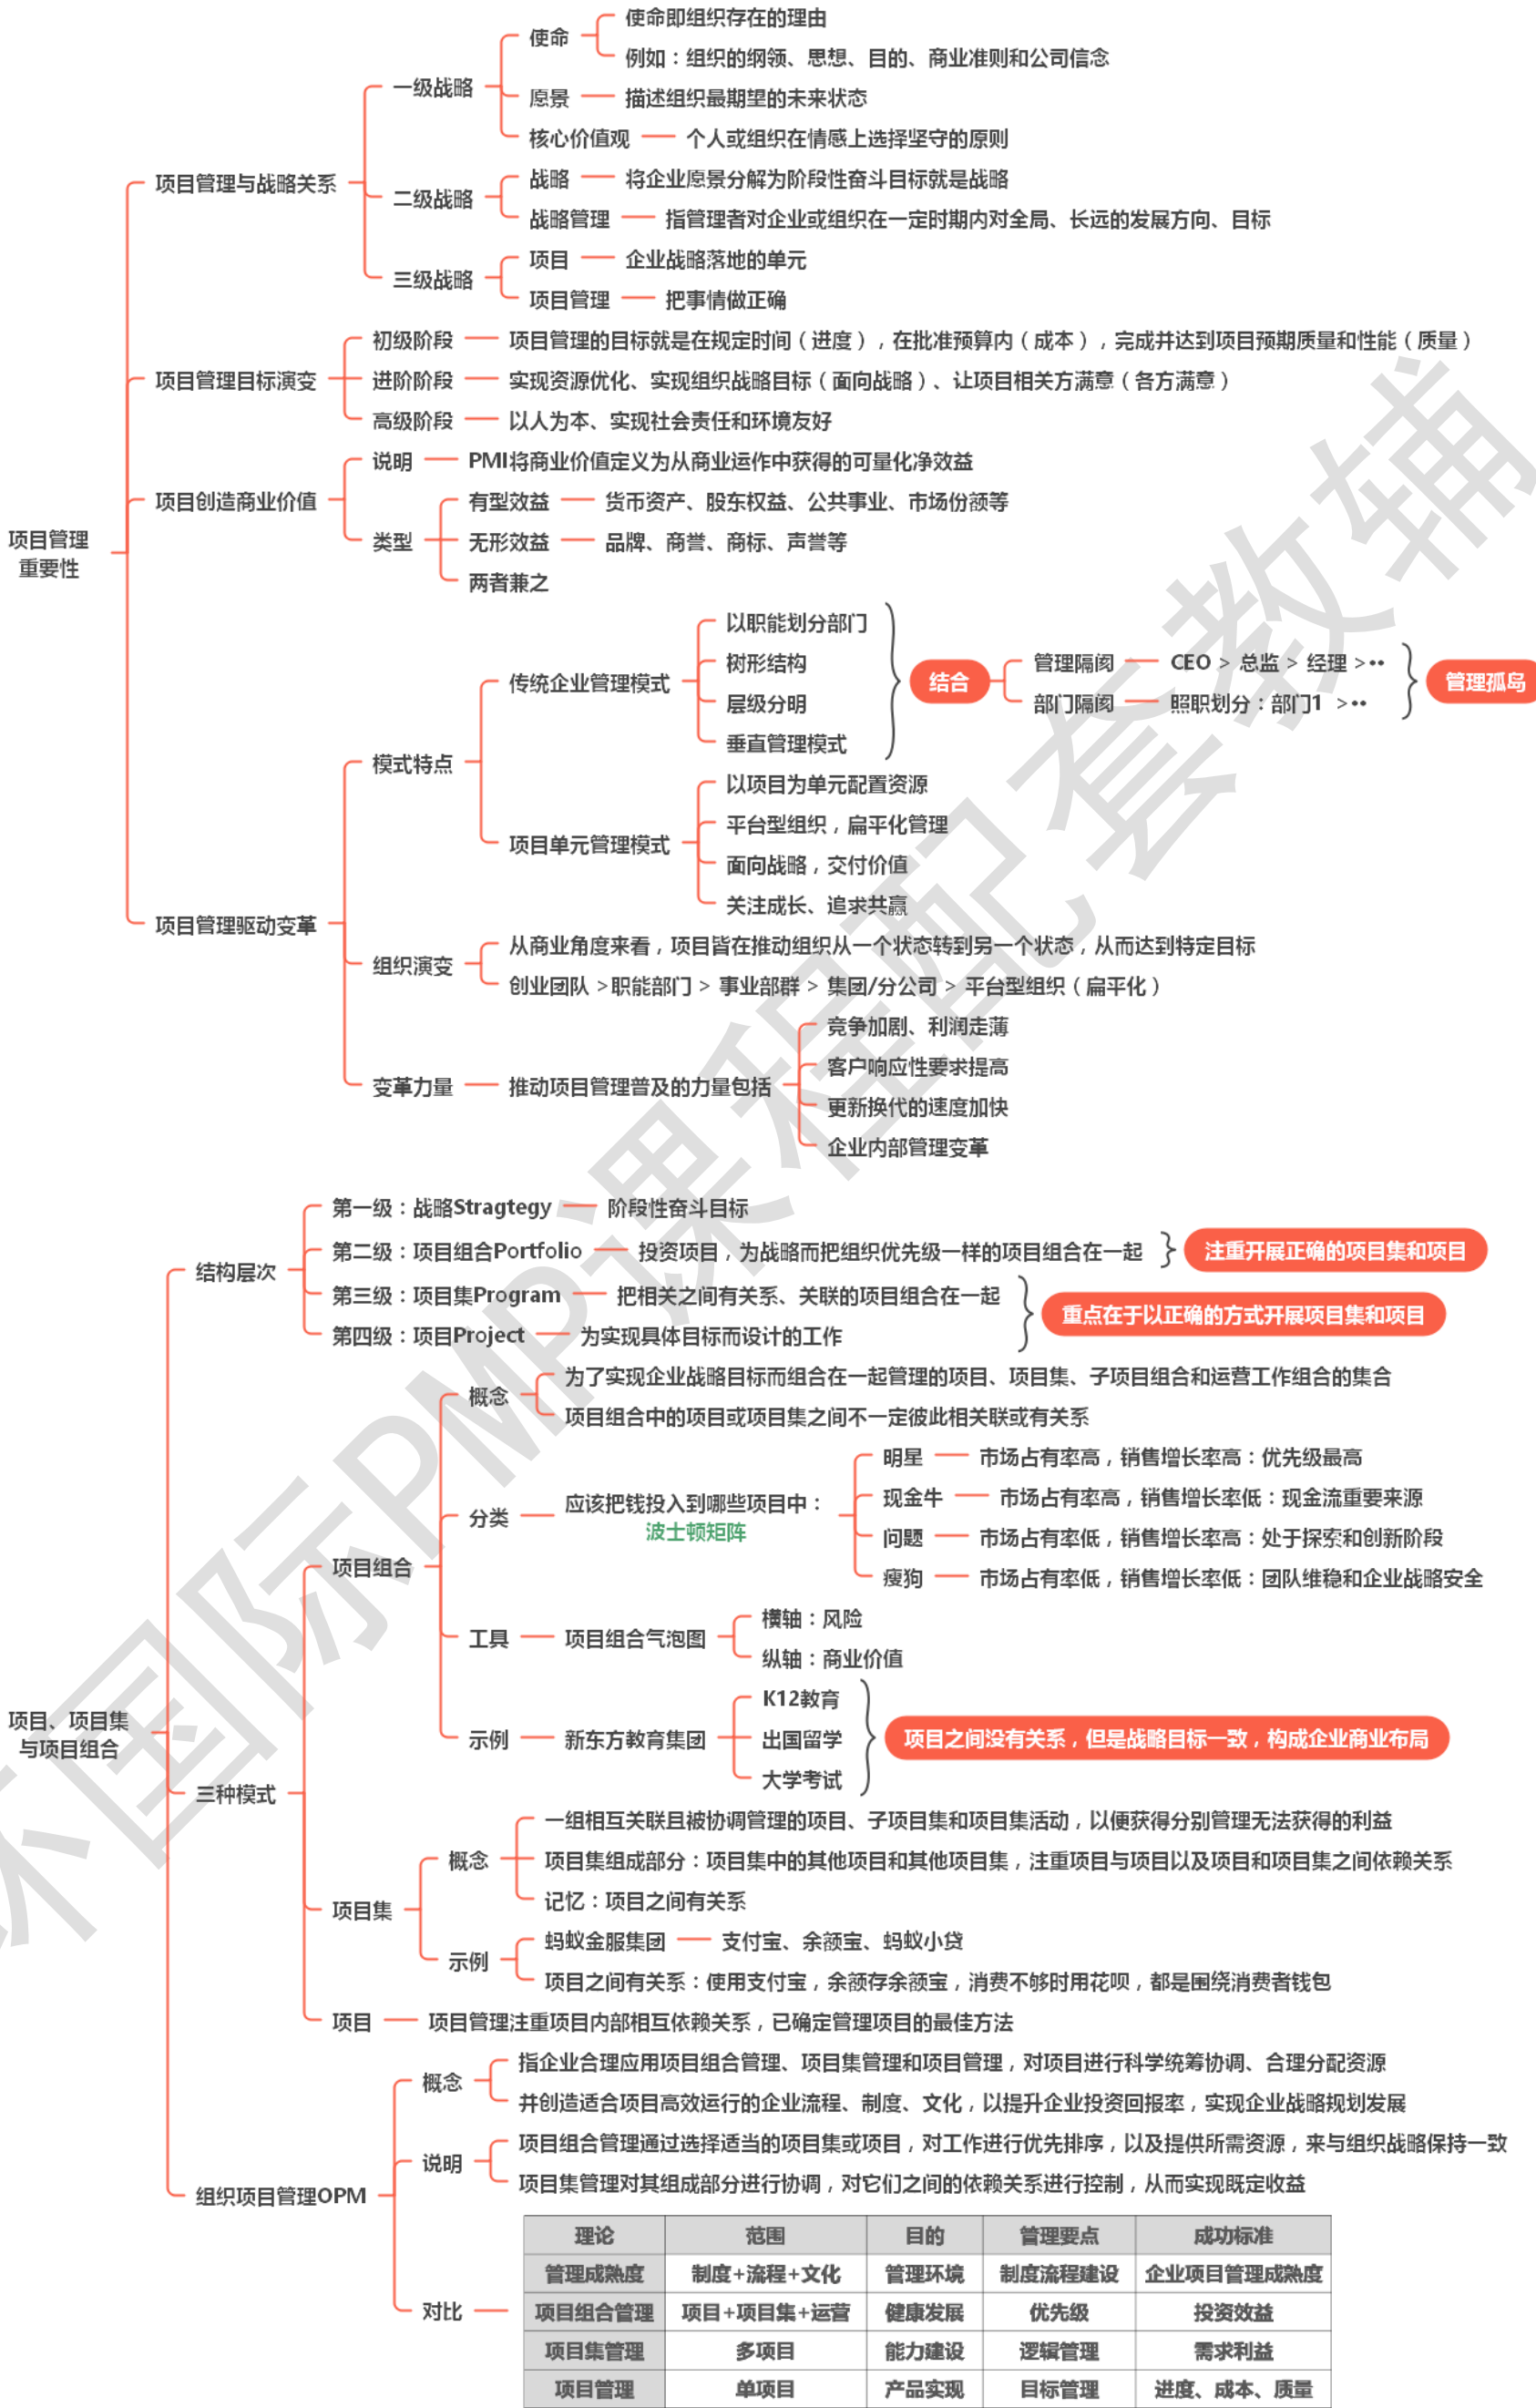 使命即组织存在的理由
使命
例如：组织的纲领、思想、目的、商业准则和公司信念
一级战略
愿景
描述组织最期望的未来状态
核心价值观
个人或组织在情感上选择坚守的原则
项目管理与战略关系
战略
将企业愿景分解为阶段性奋斗目标就是战略
二级战略
战略管理
指管理者对企业或组织在一定时期内对全局、长远的发展方向、目标
项目
企业战略落地的单元
三级战略
项目管理
把事情做正确
初级阶段
项目管理的目标就是在规定时间（进度），在批准预算内（成本），完成并达到项目预期质量和性能（质量）
项目管理目标演变
进阶阶段
实现资源优化、实现组织战略目标（面向战略）、让项目相关方满意（各方满意）
高级阶段
以人为本、实现社会责任和环境友好
说明
PMI将商业价值定义为从商业运作中获得的可量化净效益
项目创造商业价值
有型效益
货币资产、股东权益、公共事业、市场份额等
类型
无形效益
品牌、商誉、商标、声誉等
两者兼之
项目管理
重要性
以职能划分部门
树形结构
传统企业管理模式
层级分明
垂直管理模式
结合
管理隔阂
CEO > 总监 > 经理 >••
部门隔阂
照职划分：部门1 >••
管理孤岛
模式特点
以项目为单元配置资源
平台型组织，扁平化管理
项目单元管理模式
面向战略，交付价值
关注成长、追求共赢
项目管理驱动变革
从商业角度来看，项目皆在推动组织从一个状态转到另一个状态，从而达到特定目标
组织演变
创业团队 >职能部门 > 事业部群 > 集团/分公司 > 平台型组织（扁平化）
竞争加剧、利润走薄
客户响应性要求提高
变革力量
推动项目管理普及的力量包括
更新换代的速度加快
企业内部管理变革
第一级：战略Stragtegy
阶段性奋斗目标
第二级：项目组合Portfolio
投资项目，为战略而把组织优先级一样的项目组合在一起
注重开展正确的项目集和项目
结构层次
第三级：项目集Program
把相关之间有关系、关联的项目组合在一起
重点在于以正确的方式开展项目集和项目
第四级：项目Project
为实现具体目标而设计的工作
为了实现企业战略目标而组合在一起管理的项目、项目集、子项目组合和运营工作组合的集合
概念
项目组合中的项目或项目集之间不一定彼此相关联或有关系
明星
市场占有率高，销售增长率高：优先级最高
现金牛
市场占有率高，销售增长率低：现金流重要来源
分类
应该把钱投入到哪些项目中：
波士顿矩阵
问题
市场占有率低，销售增长率高：处于探索和创新阶段
项目组合
瘦狗
市场占有率低，销售增长率低：团队维稳和企业战略安全
横轴：风险
工具
项目组合气泡图
纵轴：商业价值
K12教育
项目、项目集
与项目组合
示例
新东方教育集团
出国留学
项目之间没有关系，但是战略目标一致，构成企业商业布局
大学考试
三种模式
一组相互关联且被协调管理的项目、子项目集和项目集活动，以便获得分别管理无法获得的利益
概念
项目集组成部分：项目集中的其他项目和其他项目集，注重项目与项目以及项目和项目集之间依赖关系
记忆：项目之间有关系
项目集
蚂蚁金服集团
支付宝、余额宝、蚂蚁小贷
示例
项目之间有关系：使用支付宝，余额存余额宝，消费不够时用花呗，都是围绕消费者钱包
项目
项目管理注重项目内部相互依赖关系，已确定管理项目的最佳方法
指企业合理应用项目组合管理、项目集管理和项目管理，对项目进行科学统筹协调、合理分配资源
概念
并创造适合项目高效运行的企业流程、制度、文化，以提升企业投资回报率，实现企业战略规划发展
项目组合管理通过选择适当的项目集或项目，对工作进行优先排序，以及提供所需资源，来与组织战略保持一致
说明
项目集管理对其组成部分进行协调，对它们之间的依赖关系进行控制，从而实现既定收益
组织项目管理OPM
对比
理论 范围 目的 管理要点 成功标准
管理成熟度 制度+流程+文化 管理环境 制度流程建设 企业项目管理成熟度
项目组合管理 项目+项目集+运营 健康发展 优先级 投资效益
项目集管理 多项目 能力建设 逻辑管理 需求利益
项目管理 单项目 产品实现 目标管理 进度、成本、质量
环国际PMP课程配套教辅